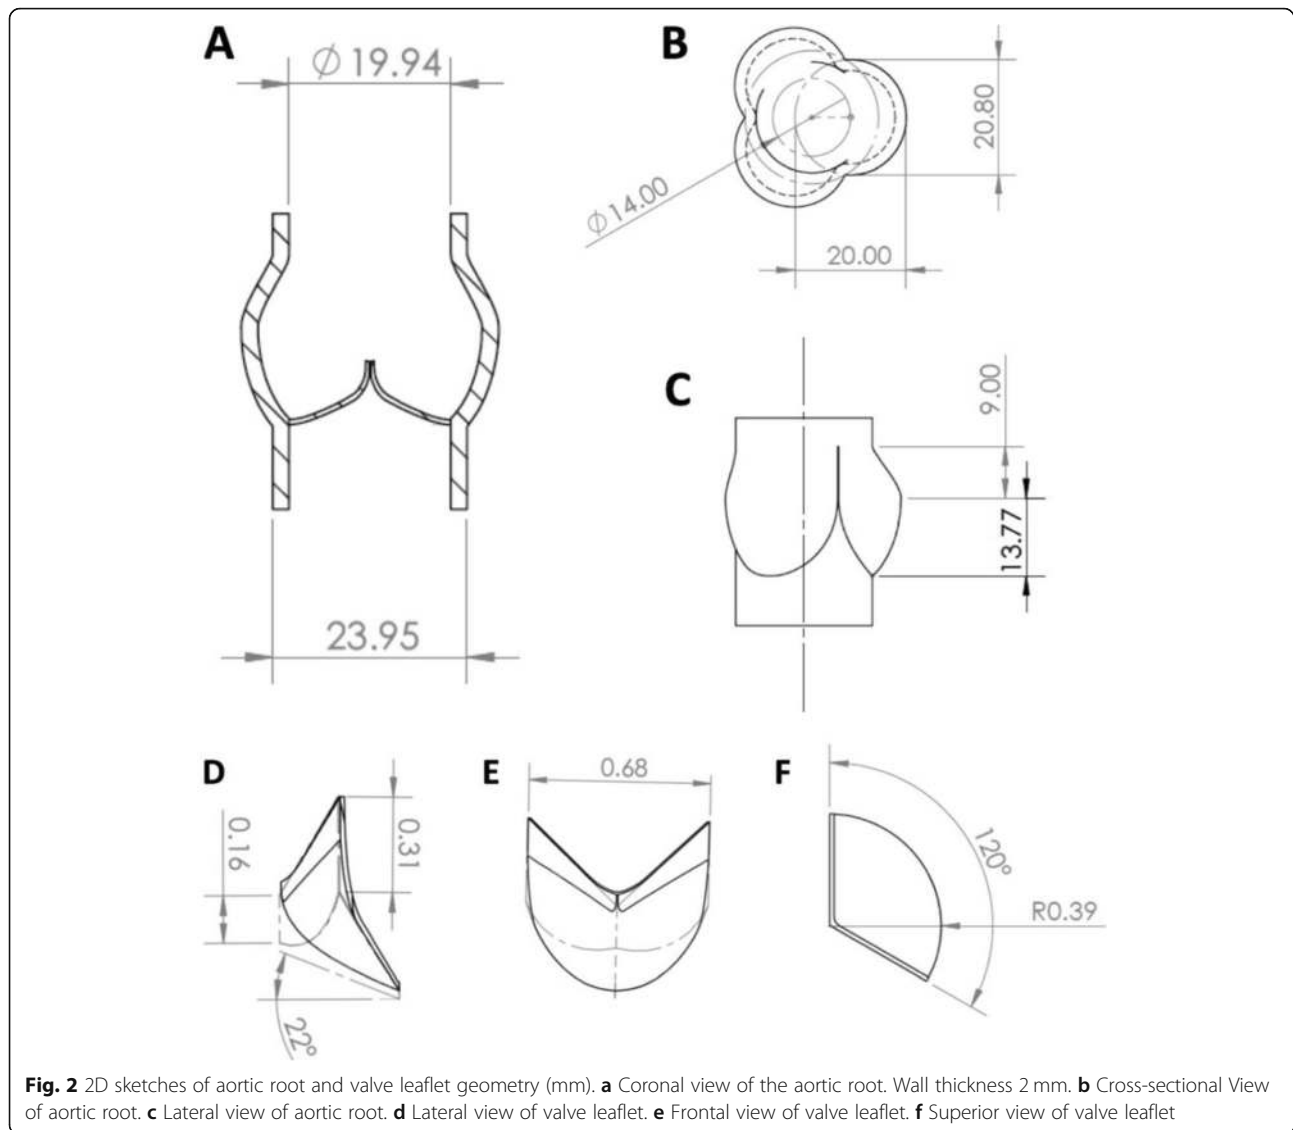 A
∅ 19.94
23.95
B
∅14.00
20.80
20.00
C
9.00
13.77
D
0.16
0.31
22°
E
0.68
F
120°
R0.39
Fig. 2 2D sketches of aortic root and valve leaflet geometry (mm). a Coronal view of the aortic root. Wall thickness 2 mm. b Cross-sectional View
of aortic root. c Lateral view of aortic root. d Lateral view of valve leaflet. e Frontal view of valve leaflet. f Superior view of valve leaflet